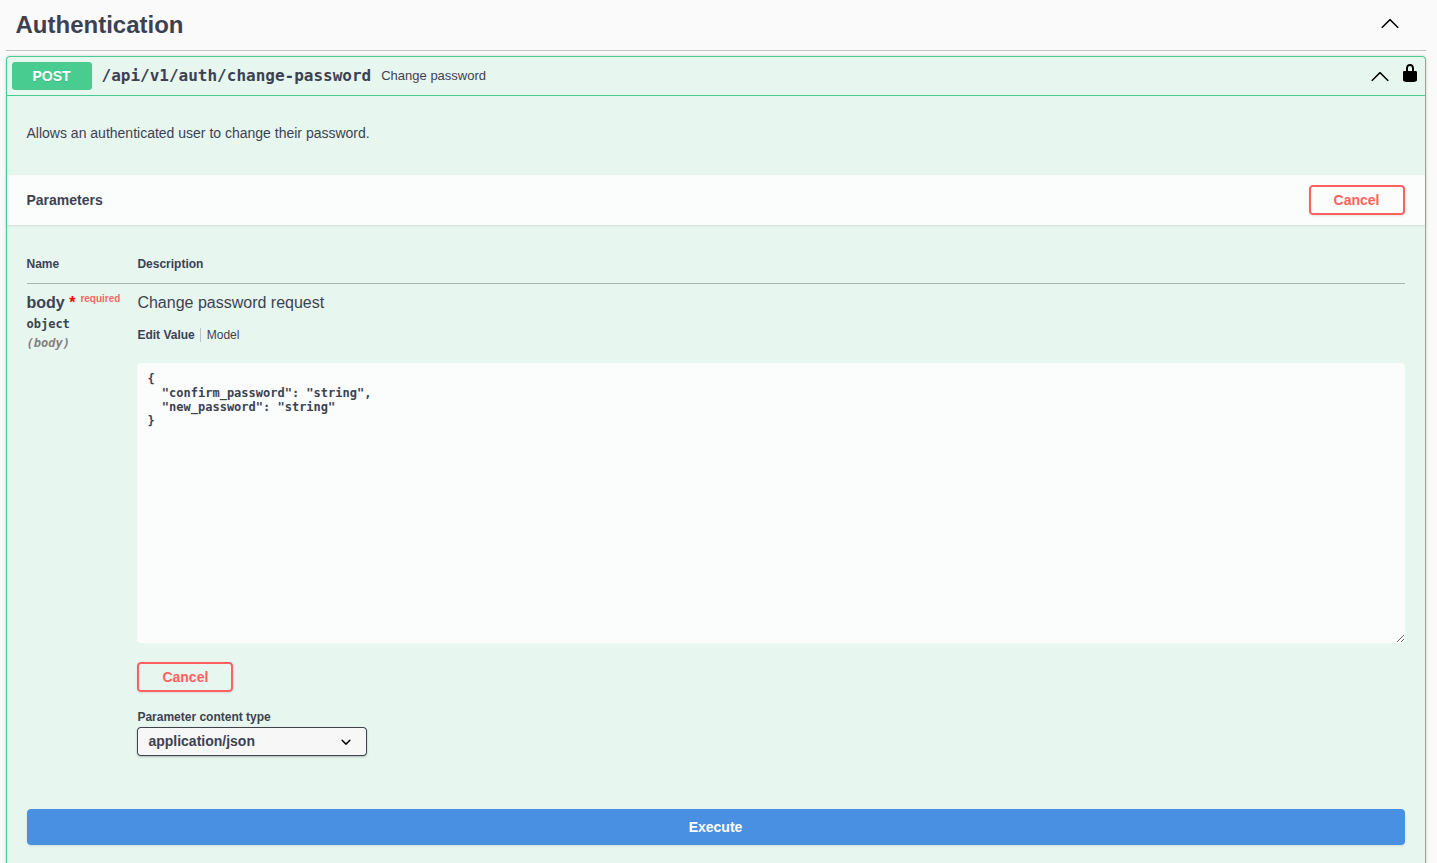 Authentication
POST /api/v1/auth/change-password Change password
Allows an authenticated user to change their password.
Parameters Cancel
Name Description
body * required Change password request
object
(body)
Edit Value Model
{
  "confirm_password": "string",
  "new_password": "string"
}
Cancel
Parameter content type
application/json
Execute